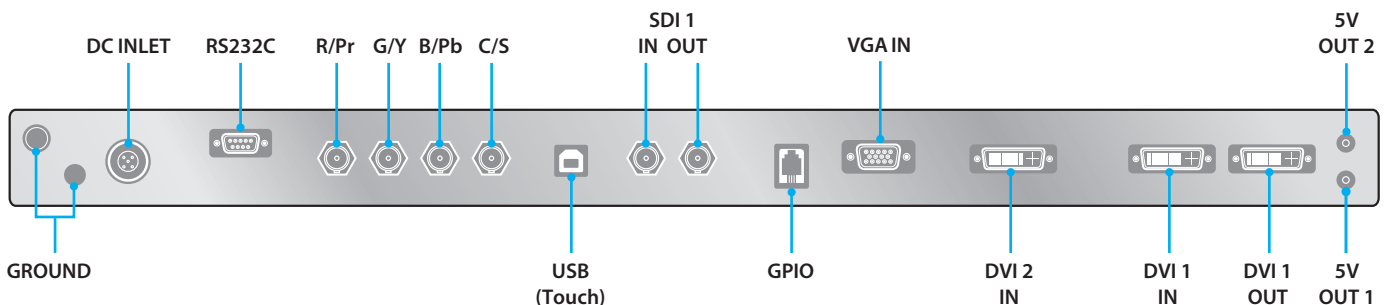 DC INLET
RS232C
R/Pr
G/Y
B/Pb
C/S
SDI 1
IN OUT
VGA IN
5V
OUT 2
GROUND
USB
(Touch)
GPIO
DVI 2
IN
DVI 1
IN
DVI 1
OUT
5V
OUT 1